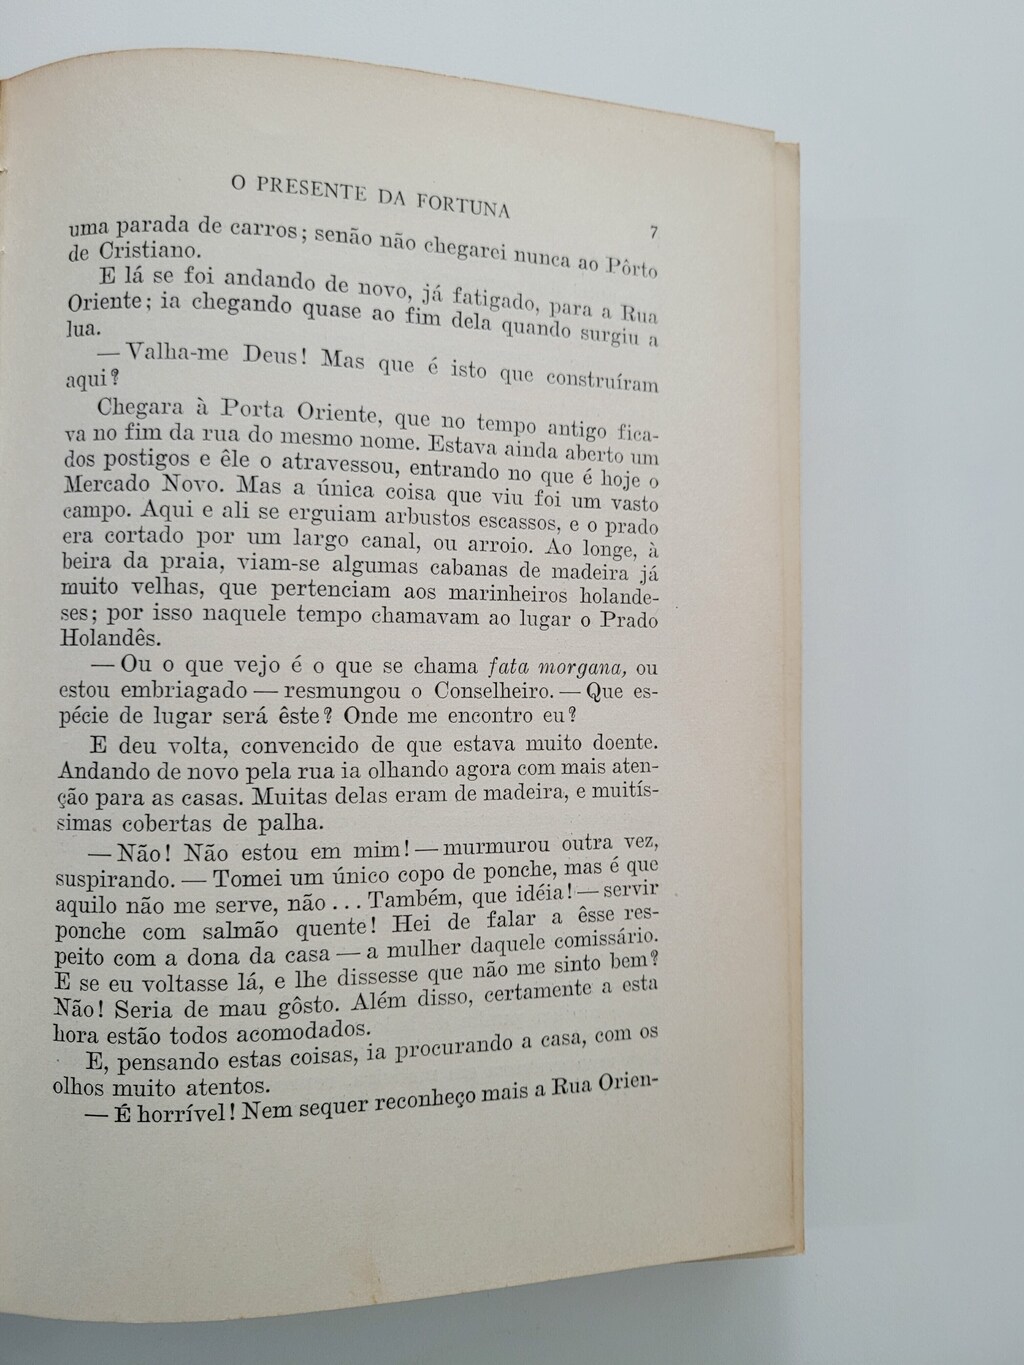 O PRESENTE DA FORTUNA 7
uma parada de carros; senão não chegarei nunca ao Pôrto
de Cristiano.
E lá se foi andando de novo, já fatigado, para a Rua
Oriente; ia chegando quase ao fim dela quando surgiu a
lua.
— Valha-me Deus! Mas que é isto que construíram
aqui?
Chegara à Porta Oriente, que no tempo antigo fica-
va no fim da rua do mesmo nome. Estava ainda aberto um
dos postigos e êle o atravessou, entrando no que é hoje o
Mercado Novo. Mas a única coisa que viu foi um vasto
campo. Aqui e ali se erguiam arbustos escassos, e o prado
era cortado por um largo canal, ou arroio. Ao longe, à
beira da praia, viam-se algumas cabanas de madeira já
muito velhas, que pertenciam aos marinheiros holande-
ses; por isso naquele tempo chamavam ao lugar o Prado
Holandês.
— Ou o que vejo é o que se chama fata morgana, ou
estou embriagado — resmungou o Conselheiro. — Que es-
pécie de lugar será êste? Onde me encontro eu?
E deu volta, convencido de que estava muito doente.
Andando de novo pela rua ia olhando agora com mais aten-
ção para as casas. Muitas delas eram de madeira, e muitís-
simas cobertas de palha.
— Não! Não estou em mim! — murmurou outra vez,
suspirando. — Tomei um único copo de ponche, mas é que
aquilo não me serve, não ... Também, que idéia! — servir
ponche com salmão quente! Hei de falar a êsse res-
peito com a dona da casa — a mulher daquele comissário.
E se eu voltasse lá, e lhe dissesse que não me sinto bem?
Não! Seria de mau gôsto. Além disso, certamente a esta
hora estão todos acomodados.
E, pensando estas coisas, ia procurando a casa, com os
olhos muito atentos.
— É horrível! Nem sequer reconheço mais a Rua Orien-